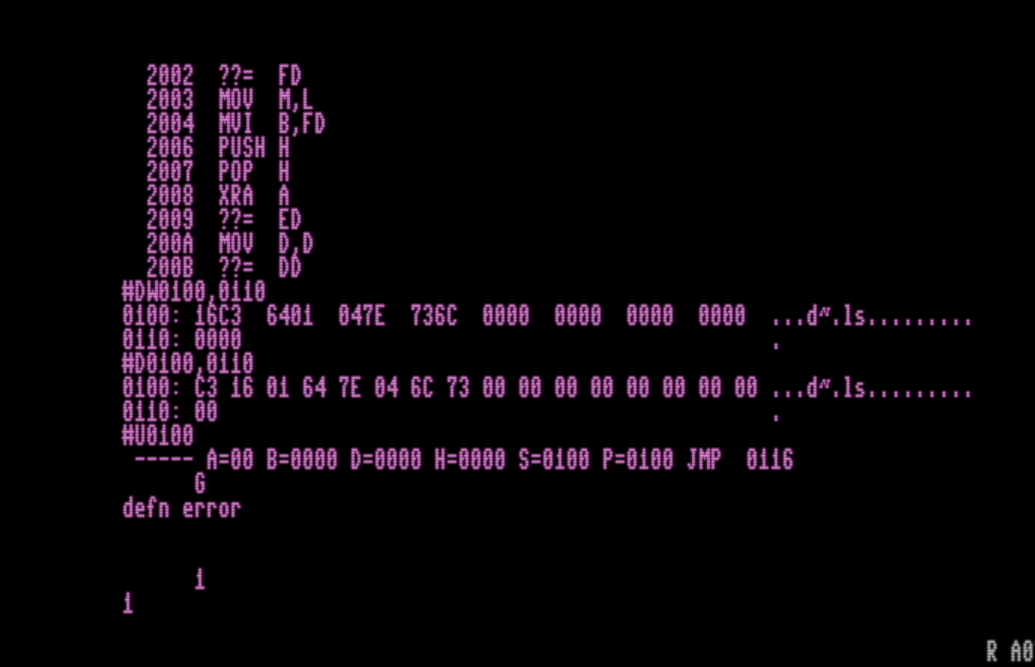 2002 ??= FD
2003 MOV M,L
2004 MVI B,FD
2006 PUSH H
2007 POP H
2008 XRA A
2009 ??= ED
200A MOV D,D
200B ??= DD
#DW0100,0110
0100: 16C3 6401 047E 736C 0000 0000 0000 0000 ...d~.ls.........
0110: 0000 .
#D0100,0110
0100: C3 16 01 64 7E 04 6C 73 00 00 00 00 00 00 00 00 ...d~.ls.........
0110: 00 .
#U0100
----- A=00 B=0000 D=0000 H=0000 S=0100 P=0100 JMP 0116
G
defn error
i
i
R A0